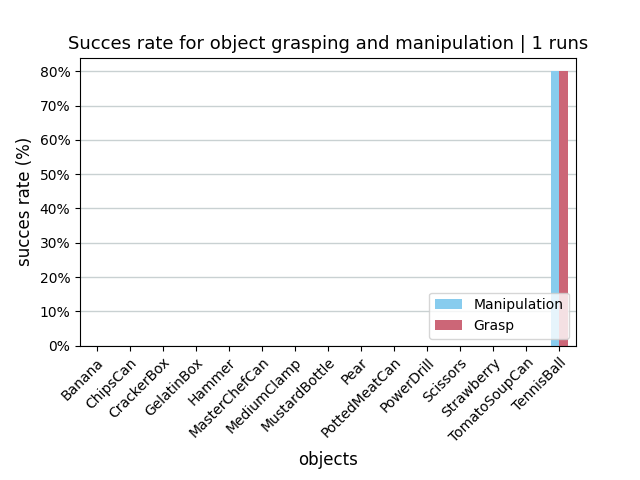 Succes rate for object grasping and manipulation | 1 runs
succes rate (%)
80%
70%
60%
50%
40%
30%
20%
10%
0%
Manipulation
Grasp
Banana
ChipsCan
CrackerBox
GelatinBox
Hammer
MasterChefCan
MediumClamp
MustardBottle
Pear
PottedMeatCan
PowerDrill
Scissors
Strawberry
TomatoSoupCan
TennisBall
objects